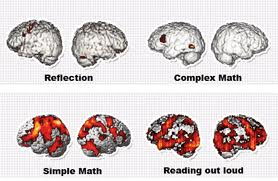 Reflection
Complex Math
Simple Math
Reading out loud